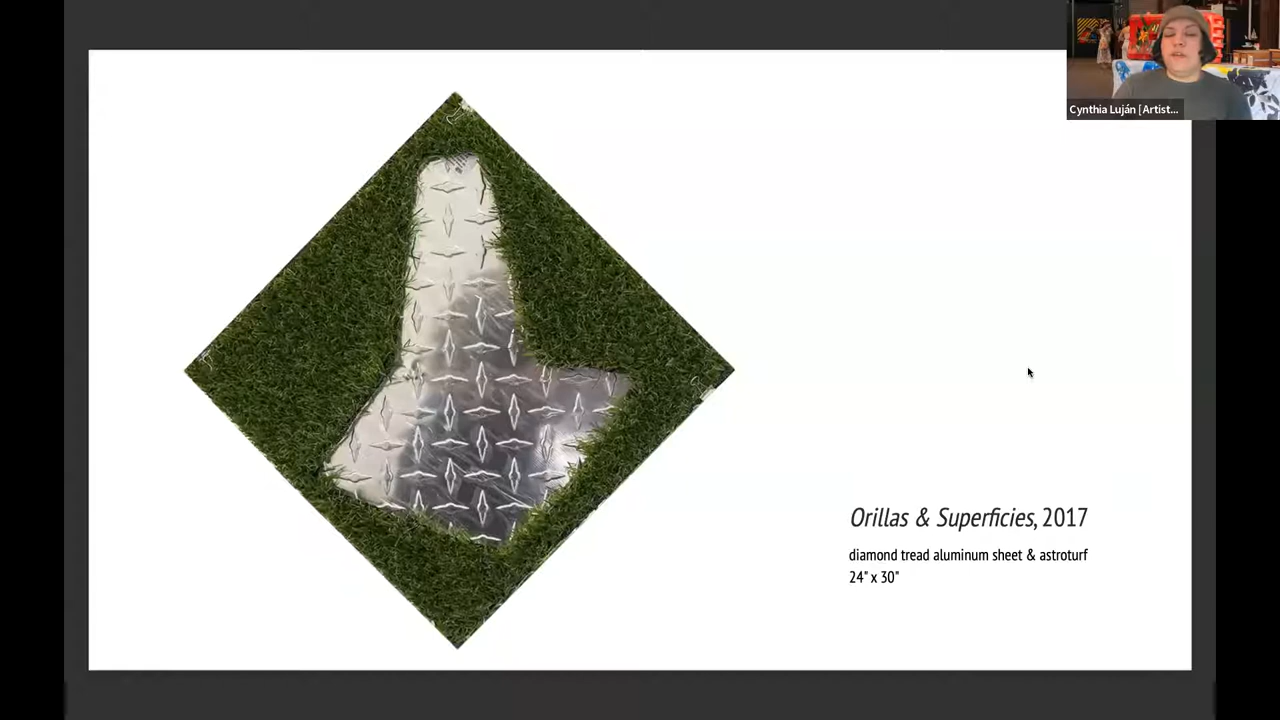 Cynthia Luján [Artist...
Orillas & Superficies, 2017
diamond tread aluminum sheet & astroturf
24" x 30"